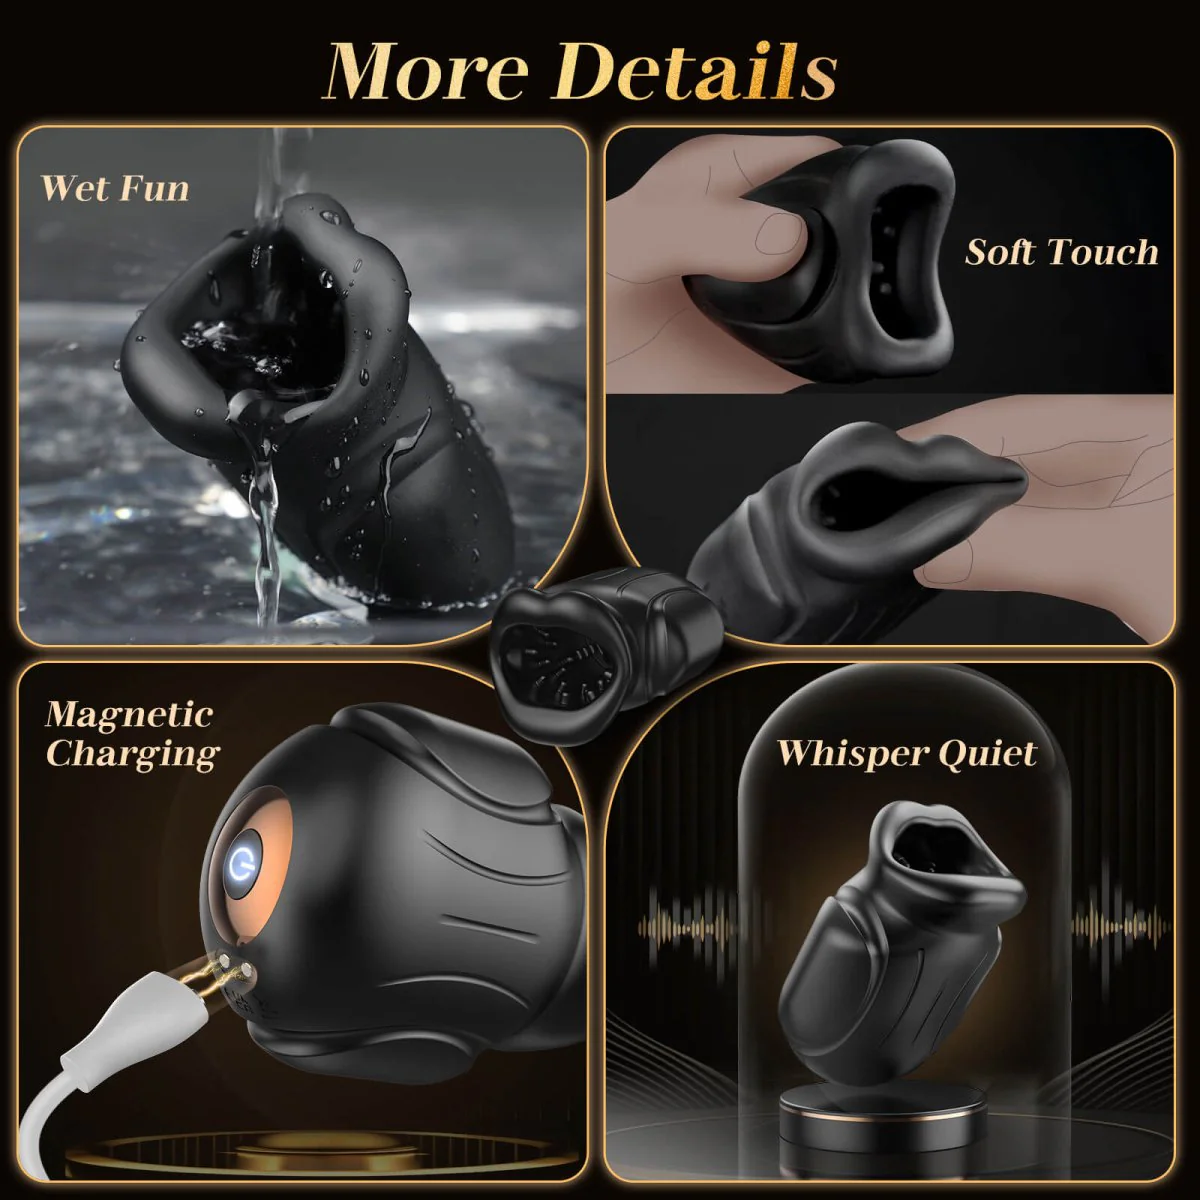 More Details
Wet Fun
Soft Touch
Magnetic
Charging
Whisper Quiet